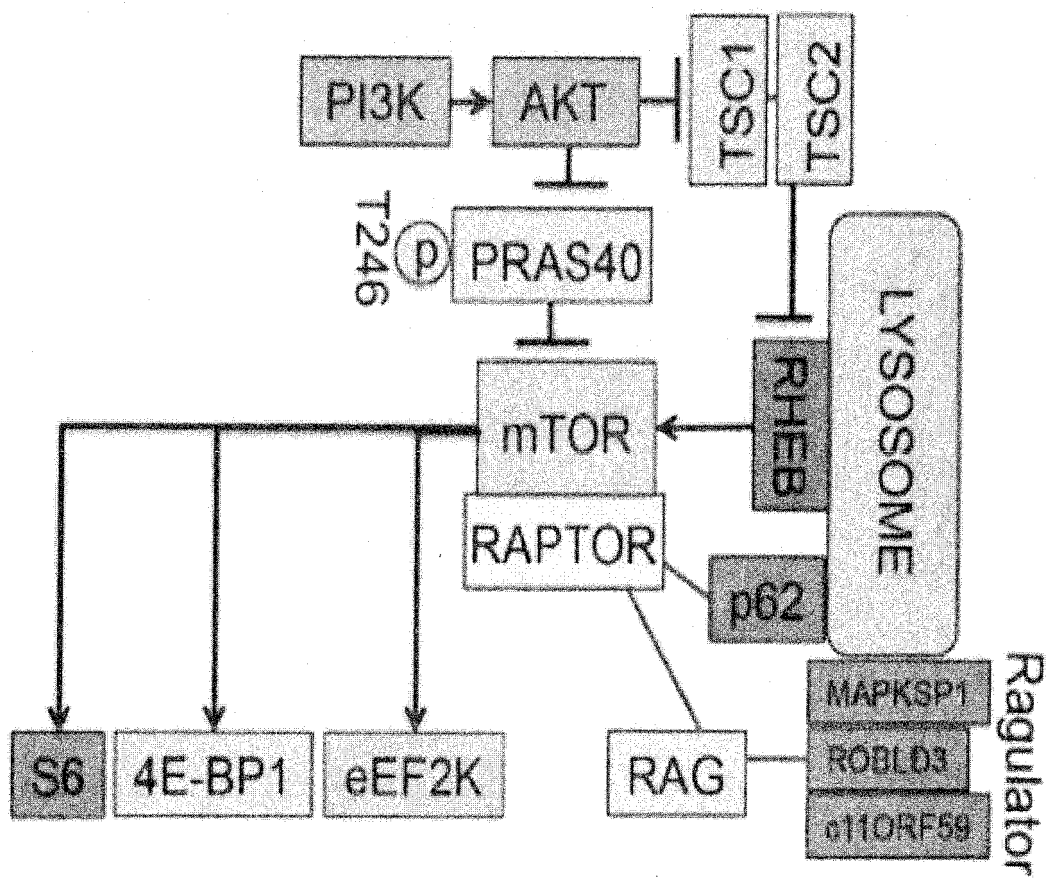 PI3K
AKT
TSC1
TSC2
T246
p
PRAS40
LYSOSOME
RHEB
mTOR
RAPTOR
p62
Ragulator
MAPKSP1
ROBLD3
c11ORF59
RAG
S6
4E-BP1
eEF2K